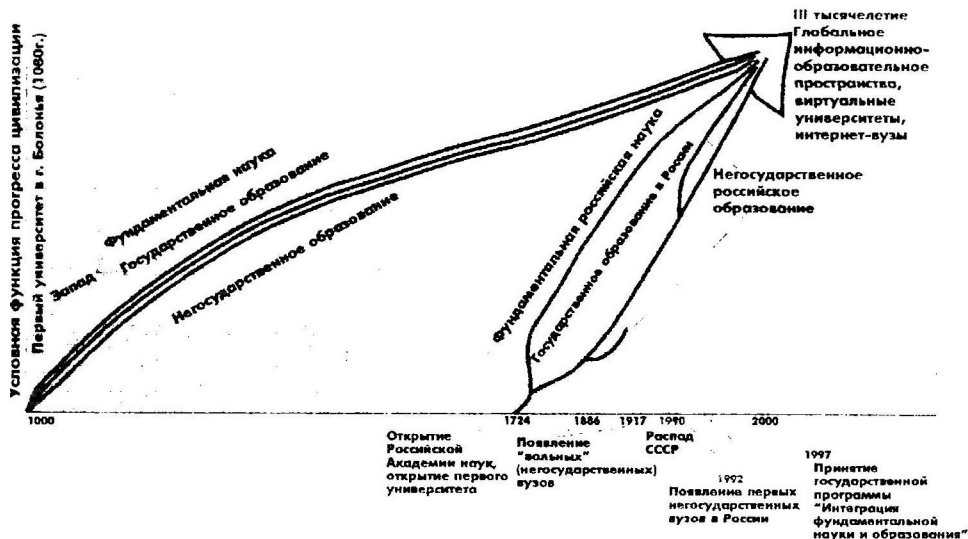 Условная функция прогресса цивилизации
Первый университет в г. Болонья (1060г.)
Запад
Фундаментальная наука
Государственное образование
Негосударственное образование
III тысячелетие
Глобальное
информационно-
образовательное
пространство,
виртуальные
университеты,
интернет-вузы
Фундаментальная российская наука
Государственное образование в России
Негосударственное
российское
образование
1000
1724
1886
1917
1990
2000
Открытие
Российской
Академии наук,
открытие первого
университета
Появление
"вольных"
(негосударственных)
вузов
Распад
СССР
1992
Появление первых
негосударственных
вузов в России
1997
Принятие
государственной
программы
"Интеграция
фундаментальной
науки и образования"